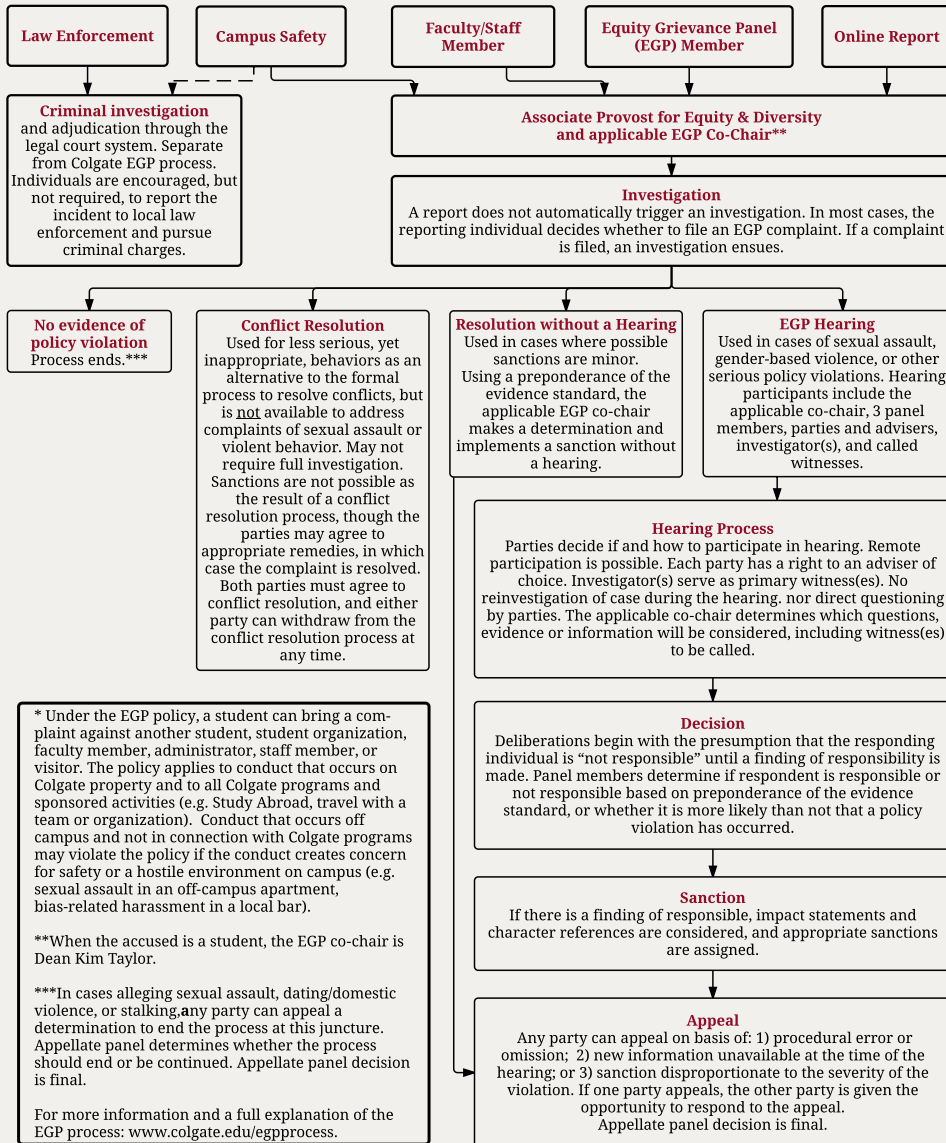 Law Enforcement
Campus Safety
Faculty/Staff
Member
Equity Grievance Panel
(EGP) Member
Online Report
Criminal investigation
and adjudication through the
legal court system. Separate
from Colgate EGP process.
Individuals are encouraged, but
not required, to report the
incident to local law
enforcement and pursue
criminal charges.
Associate Provost for Equity & Diversity
and applicable EGP Co-Chair**
Investigation
A report does not automatically trigger an investigation. In most cases, the
reporting individual decides whether to file an EGP complaint. If a complaint
is filed, an investigation ensues.
No evidence of
policy violation
Process ends.***
Conflict Resolution
Used for less serious, yet
inappropriate, behaviors as an
alternative to the formal
process to resolve conflicts, but
is not available to address
complaints of sexual assault or
violent behavior. May not
require full investigation.
Sanctions are not possible as
the result of a conflict
resolution process, though the
parties may agree to
appropriate remedies, in which
case the complaint is resolved.
Both parties must agree to
conflict resolution, and either
party can withdraw from the
conflict resolution process at
any time.
Resolution without a Hearing
Used in cases where possible
sanctions are minor.
Using a preponderance of the
evidence standard, the
applicable EGP co-chair
makes a determination and
implements a sanction without
a hearing.
EGP Hearing
Used in cases of sexual assault,
gender-based violence, or other
serious policy violations. Hearing
participants include the
applicable co-chair, 3 panel
members, parties and advisers,
investigator(s), and called
witnesses.
Hearing Process
Parties decide if and how to participate in hearing. Remote
participation is possible. Each party has a right to an adviser of
choice. Investigator(s) serve as primary witness(es). No
reinvestigation of case during the hearing. nor direct questioning
by parties. The applicable co-chair determines which questions,
evidence or information will be considered, including witness(es)
to be called.
Decision
Deliberations begin with the presumption that the responding
individual is “not responsible” until a finding of responsibility is
made. Panel members determine if respondent is responsible or
not responsible based on preponderance of the evidence
standard, or whether it is more likely than not that a policy
violation has occurred.
Sanction
If there is a finding of responsible, impact statements and
character references are considered, and appropriate sanctions
are assigned.
Appeal
Any party can appeal on basis of: 1) procedural error or
omission; 2) new information unavailable at the time of the
hearing; or 3) sanction disproportionate to the severity of the
violation. If one party appeals, the other party is given the
opportunity to respond to the appeal.
Appellate panel decision is final.
* Under the EGP policy, a student can bring a com-
plaint against another student, student organization,
faculty member, administrator, staff member, or
visitor. The policy applies to conduct that occurs on
Colgate property and to all Colgate programs and
sponsored activities (e.g. Study Abroad, travel with a
team or organization). Conduct that occurs off
campus and not in connection with Colgate programs
may violate the policy if the conduct creates concern
for safety or a hostile environment on campus (e.g.
sexual assault in an off-campus apartment,
bias-related harassment in a local bar).
**When the accused is a student, the EGP co-chair is
Dean Kim Taylor.
***In cases alleging sexual assault, dating/domestic
violence, or stalking,any party can appeal a
determination to end the process at this juncture.
Appellate panel determines whether the process
should end or be continued. Appellate panel decision
is final.
For more information and a full explanation of the
EGP process: www.colgate.edu/egpprocess.